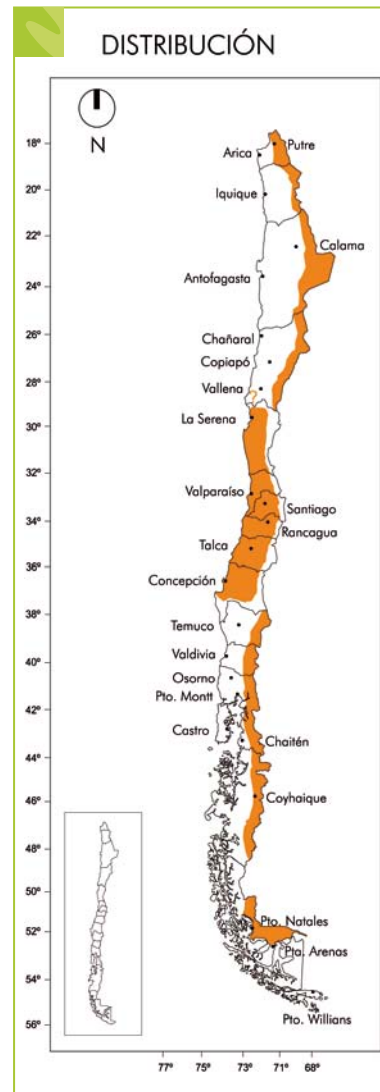 DISTRIBUCIÓN
N
18º
Putre
Arica
20º
Iquique
22º
Calama
24º
Antofagasta
26º
Chañaral
Copiapó
28º
Vallena
?
30º
La Serena
32º
Valparaíso
Santiago
34º
Rancagua
Talca
36º
Concepción
38º
Temuco
40º
Valdivia
Osorno
42º
Pto. Montt
Castro
Chaitén
44º
46º
Coyhaique
48º
50º
52º
Pto. Natales
Pta. Arenas
54º
Pto. Willians
56º
77º 75º 73º 71º 68º